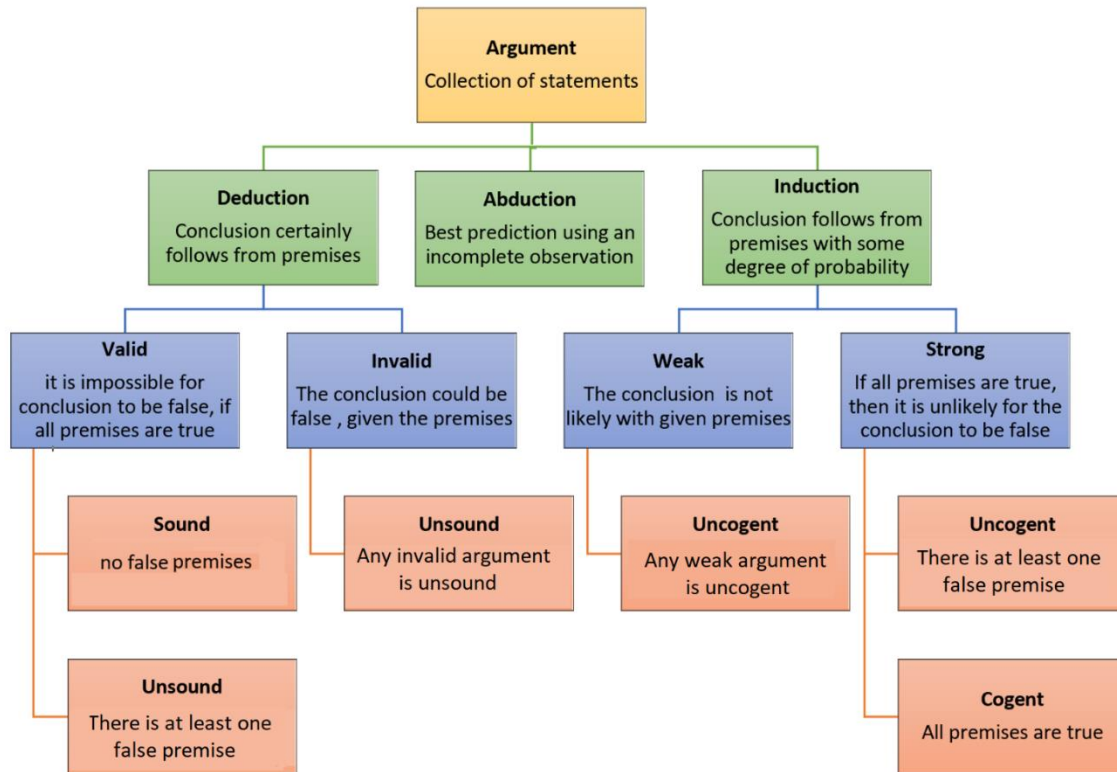 Argument
Collection of statements
Deduction
Conclusion certainly
follows from premises
Abduction
Best prediction using an
incomplete observation
Induction
Conclusion follows from
premises with some
degree of probability
Valid
it is impossible for
conclusion to be false, if
all premises are true
Invalid
The conclusion could be
false , given the premises
Weak
The conclusion is not
likely with given premises
Strong
If all premises are true,
then it is unlikely for the
conclusion to be false
Sound
no false premises
Unsound
Any invalid argument
is unsound
Uncogent
Any weak argument
is uncogent
Uncogent
There is at least one
false premise
Unsound
There is at least one
false premise
Cogent
All premises are true